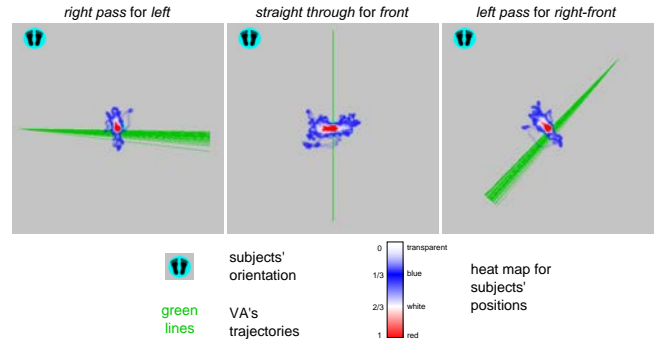 right pass for left
straight through for front
left pass for right-front
subjects'
orientation
green
lines
VA's
trajectories
0
transparent
1/3
blue
2/3
white
1
red
heat map for
subjects'
positions